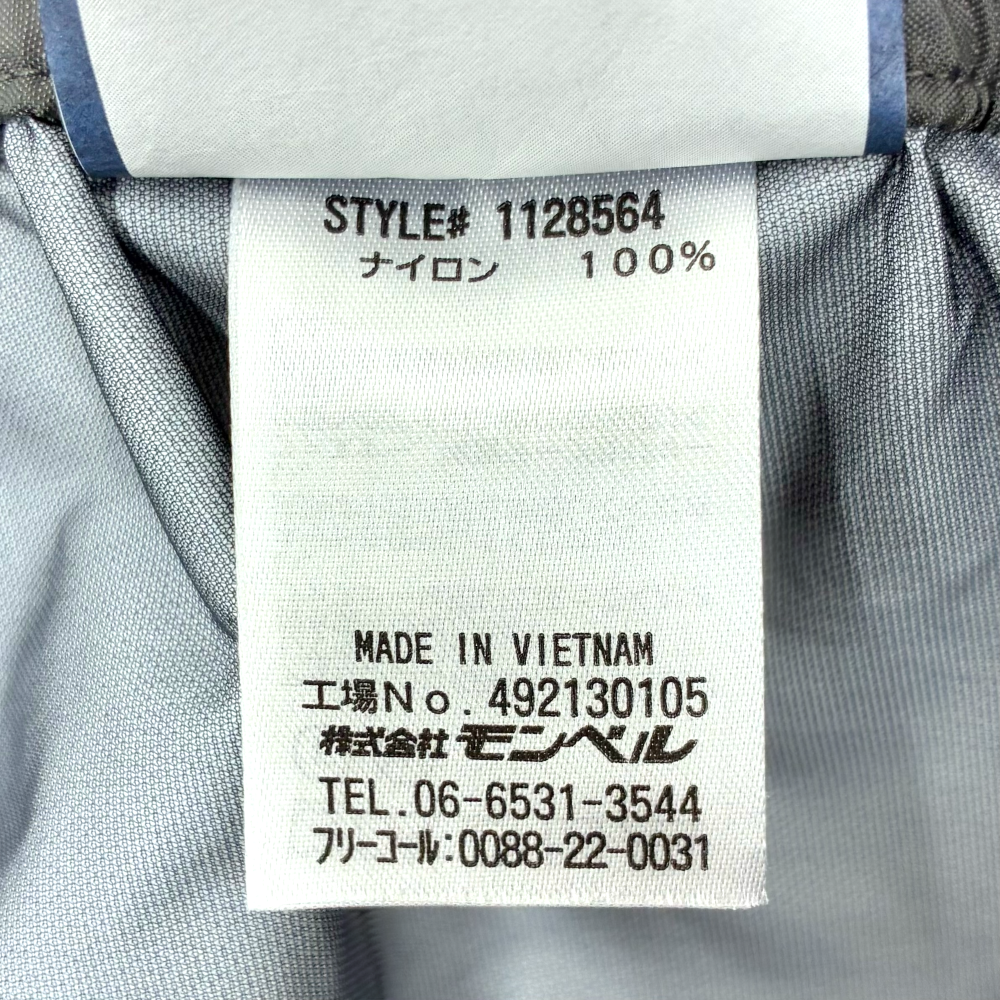 STYLE# 1128564
ナイロン 100%
MADE IN VIETNAM
工場No. 492130105
株式会社 モンベル
TEL.06-6531-3544
フリーコール:0088-22-0031